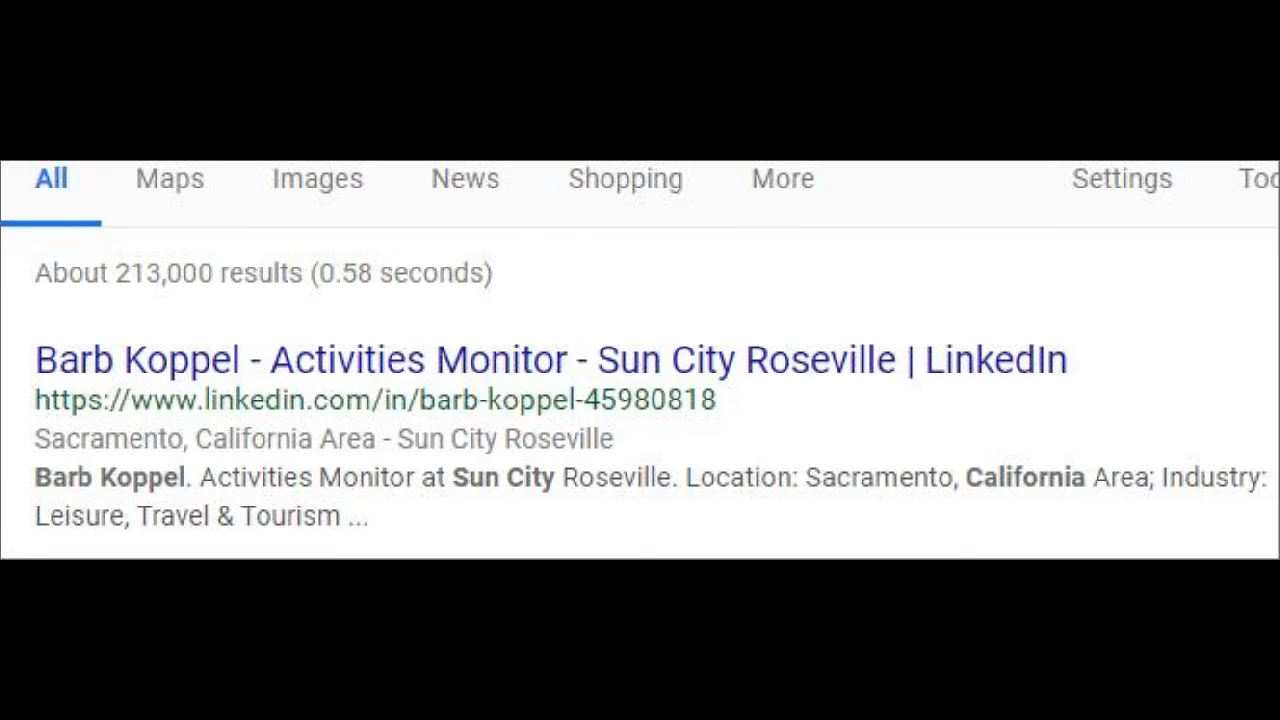 All Maps Images News Shopping More Settings Too
About 213,000 results (0.58 seconds)
Barb Koppel - Activities Monitor - Sun City Roseville | LinkedIn
https://www.linkedin.com/in/barb-koppel-45980818
Sacramento, California Area - Sun City Roseville
Barb Koppel. Activities Monitor at Sun City Roseville. Location: Sacramento, California Area; Industry:
Leisure, Travel & Tourism ...